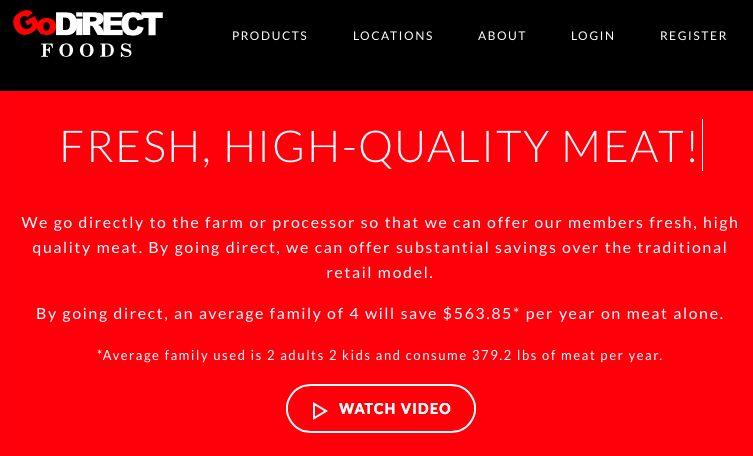 GoDiRECT
FOODS
PRODUCTS LOCATIONS ABOUT LOGIN REGISTER
FRESH, HIGH-QUALITY MEAT!
We go directly to the farm or processor so that we can offer our members fresh, high
quality meat. By going direct, we can offer substantial savings over the traditional
retail model.
By going direct, an average family of 4 will save $563.85* per year on meat alone.
*Average family used is 2 adults 2 kids and consume 379.2 lbs of meat per year.
WATCH VIDEO